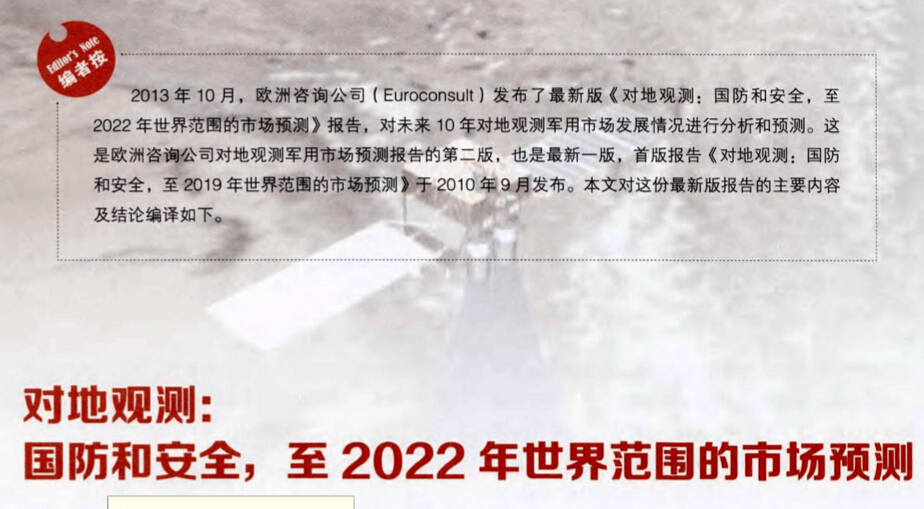 Editor's Note
编者按
2013 年 10 月，欧洲咨询公司（Euroconsult）发布了最新版《对地观测：国防和安全，至
2022 年世界范围的市场预测》报告，对未来 10 年对地观测军用市场发展情况进行分析和预测。这
是欧洲咨询公司对地观测军用市场预测报告的第二版，也是最新一版，首版报告《对地观测：国防
和安全，至 2019 年世界范围的市场预测》于 2010 年 9 月发布。本文对这份最新版报告的主要内容
及结论编译如下。
对地观测：
国防和安全，至 2022 年世界范围的市场预测